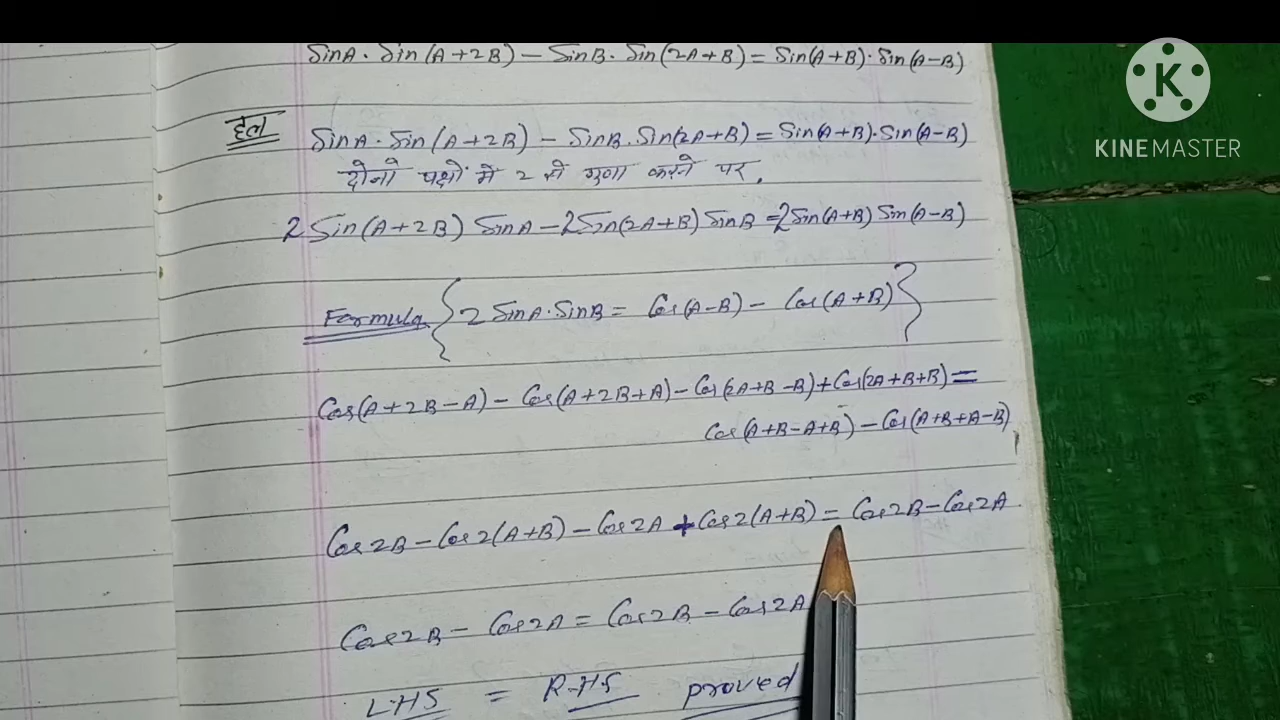 SinA · Sin(A+2B) – SinB · Sin(2A+B) = Sin(A+B)·Sin(A–B)
K
KINEMASTER
हल SinA · Sin(A+2B) – SinB · Sin(2A+B) = Sin(A+B)·Sin(A–B)
दोनो पक्षों में 2 से गुणा करने पर,
2 Sin(A+2B) SinA – 2Sin(2A+B) SinB = 2Sin(A+B) Sin(A–B)
Formula { 2 SinA·SinB = Cos(A–B) – Cos(A+B) }
Cos(A+2B–A) – Cos(A+2B+A) – Cos(2A+B–B) + Cos(2A+B+B) =
Cos(A+B–A+B) – Cos(A+B+A–B)
Cos2B – Cos2(A+B) – Cos2A + Cos2(A+B) = Cos2B – Cos2A
Cos2B – Cos2A = Cos2B – Cos2A
LHS = RHS proved